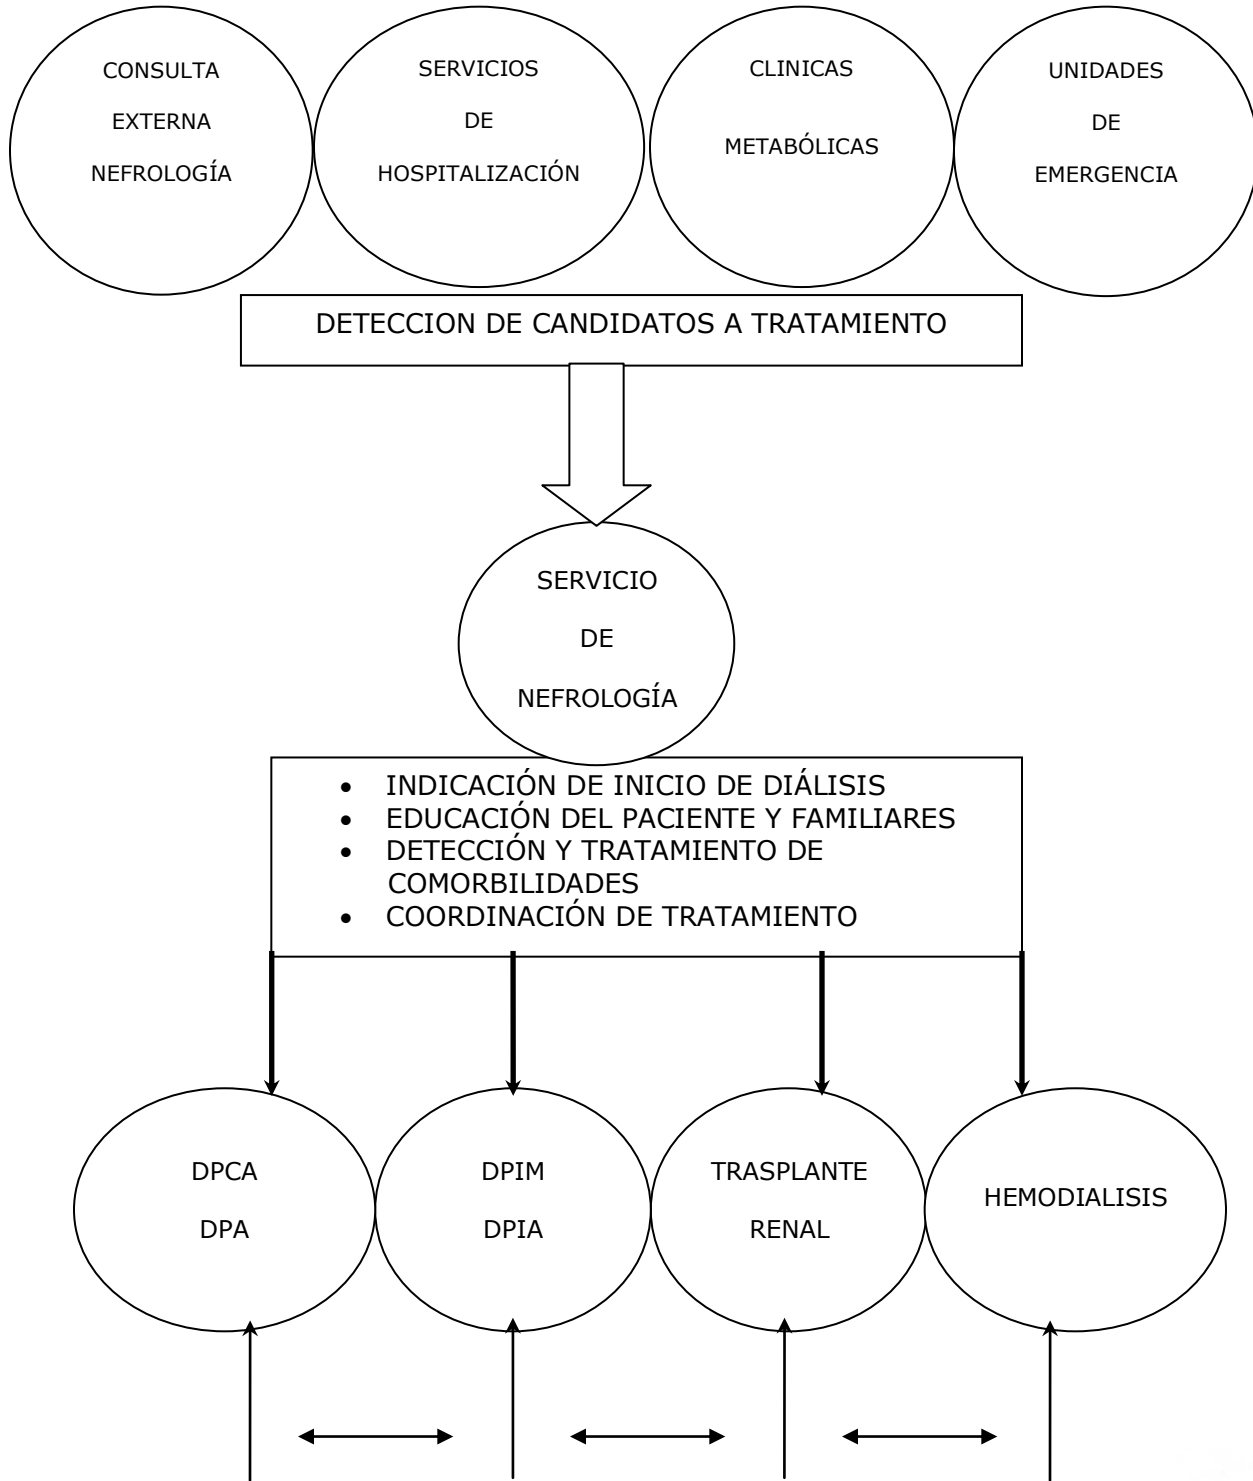 CONSULTA
EXTERNA
NEFROLOGÍA
SERVICIOS
DE
HOSPITALIZACIÓN
CLINICAS
METABÓLICAS
UNIDADES
DE
EMERGENCIA
DETECCION DE CANDIDATOS A TRATAMIENTO
SERVICIO
DE
NEFROLOGÍA
• INDICACIÓN DE INICIO DE DIÁLISIS
• EDUCACIÓN DEL PACIENTE Y FAMILIARES
• DETECCIÓN Y TRATAMIENTO DE
COMORBILIDADES
• COORDINACIÓN DE TRATAMIENTO
DPCA
DPA
DPIM
DPIA
TRASPLANTE
RENAL
HEMODIALISIS